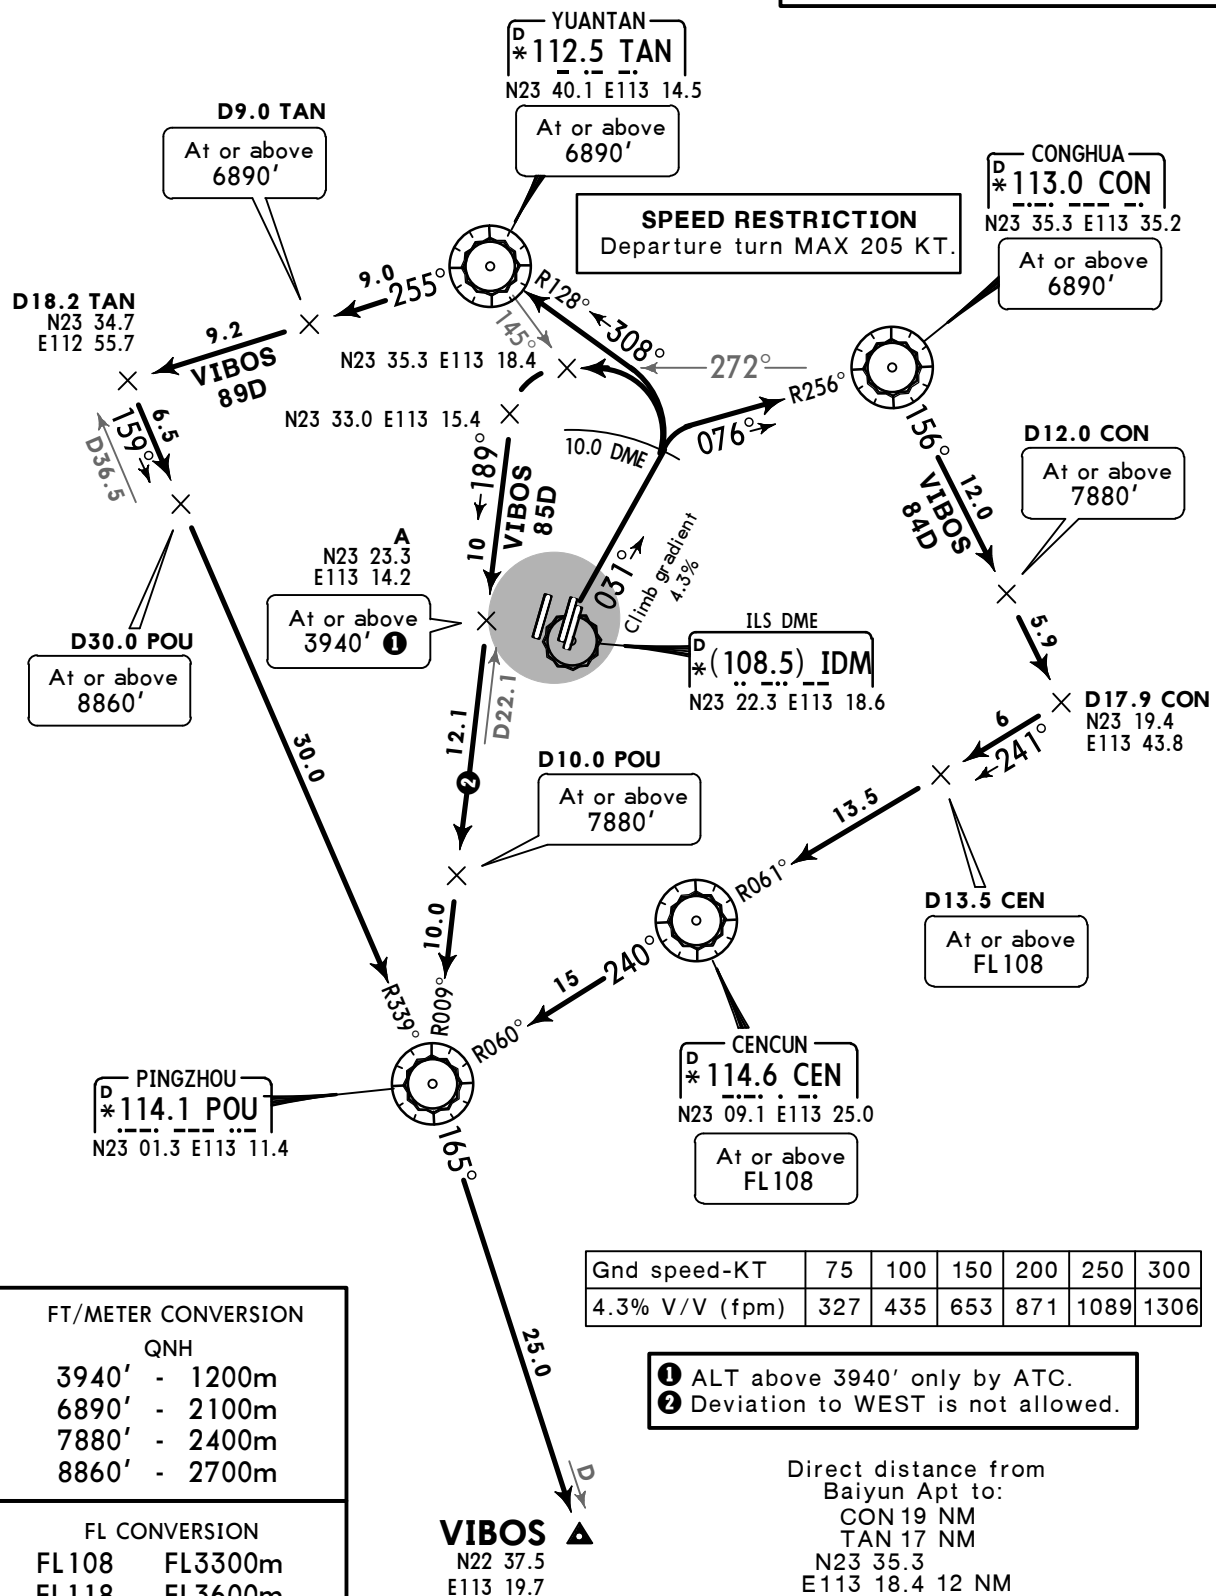 YUANTAN
D
* 112.5 TAN
N23 40.1 E113 14.5
At or above
6890'
D9.0 TAN
At or above
6890'
CONGHUA
D
* 113.0 CON
N23 35.3 E113 35.2
At or above
6890'
SPEED RESTRICTION
Departure turn MAX 205 KT.
D18.2 TAN
N23 34.7
E112 55.7
9.0
255°
9.2
VIBOS
89D
R128°
308°
145°
N23 35.3 E113 18.4
272°
R256°
076°
N23 33.0 E113 15.4
10.0 DME
6.5
159°
D36.5
189°
10
VIBOS
85D
156°
12.0
VIBOS
84D
D12.0 CON
At or above
7880'
A
N23 23.3
E113 14.2
At or above
3940' ❶
031°
Climb gradient
4.3%
ILS DME
D
* (108.5) IDM
N23 22.3 E113 18.6
D30.0 POU
At or above
8860'
30.0
12.1
D22.1
❷
5.9
D17.9 CON
N23 19.4
E113 43.8
6
241°
D10.0 POU
At or above
7880'
13.5
R061°
D13.5 CEN
At or above
FL108
10.0
R339°
R009°
R060°
15
240°
CENCUN
D
* 114.6 CEN
N23 09.1 E113 25.0
At or above
FL108
PINGZHOU
D
* 114.1 POU
N23 01.3 E113 11.4
165°
25.0
D
Gnd speed-KT 75 100 150 200 250 300
4.3% V/V (fpm) 327 435 653 871 1089 1306
❶ ALT above 3940' only by ATC.
❷ Deviation to WEST is not allowed.
FT/METER CONVERSION
QNH
3940' - 1200m
6890' - 2100m
7880' - 2400m
8860' - 2700m
FL CONVERSION
FL108 FL3300m
FL118 FL3600m
VIBOS
N22 37.5
E113 19.7
Direct distance from
Baiyun Apt to:
CON 19 NM
TAN 17 NM
N23 35.3
E113 18.4 12 NM